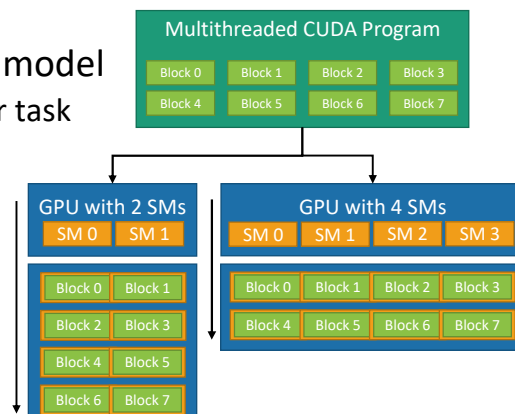 Multithreaded CUDA Program
model
r task
Block 0 Block 1 Block 2 Block 3
Block 4 Block 5 Block 6 Block 7
GPU with 2 SMs
SM 0 SM 1
Block 0 Block 1
Block 2 Block 3
Block 4 Block 5
Block 6 Block 7
GPU with 4 SMs
SM 0 SM 1 SM 2 SM 3
Block 0 Block 1 Block 2 Block 3
Block 4 Block 5 Block 6 Block 7